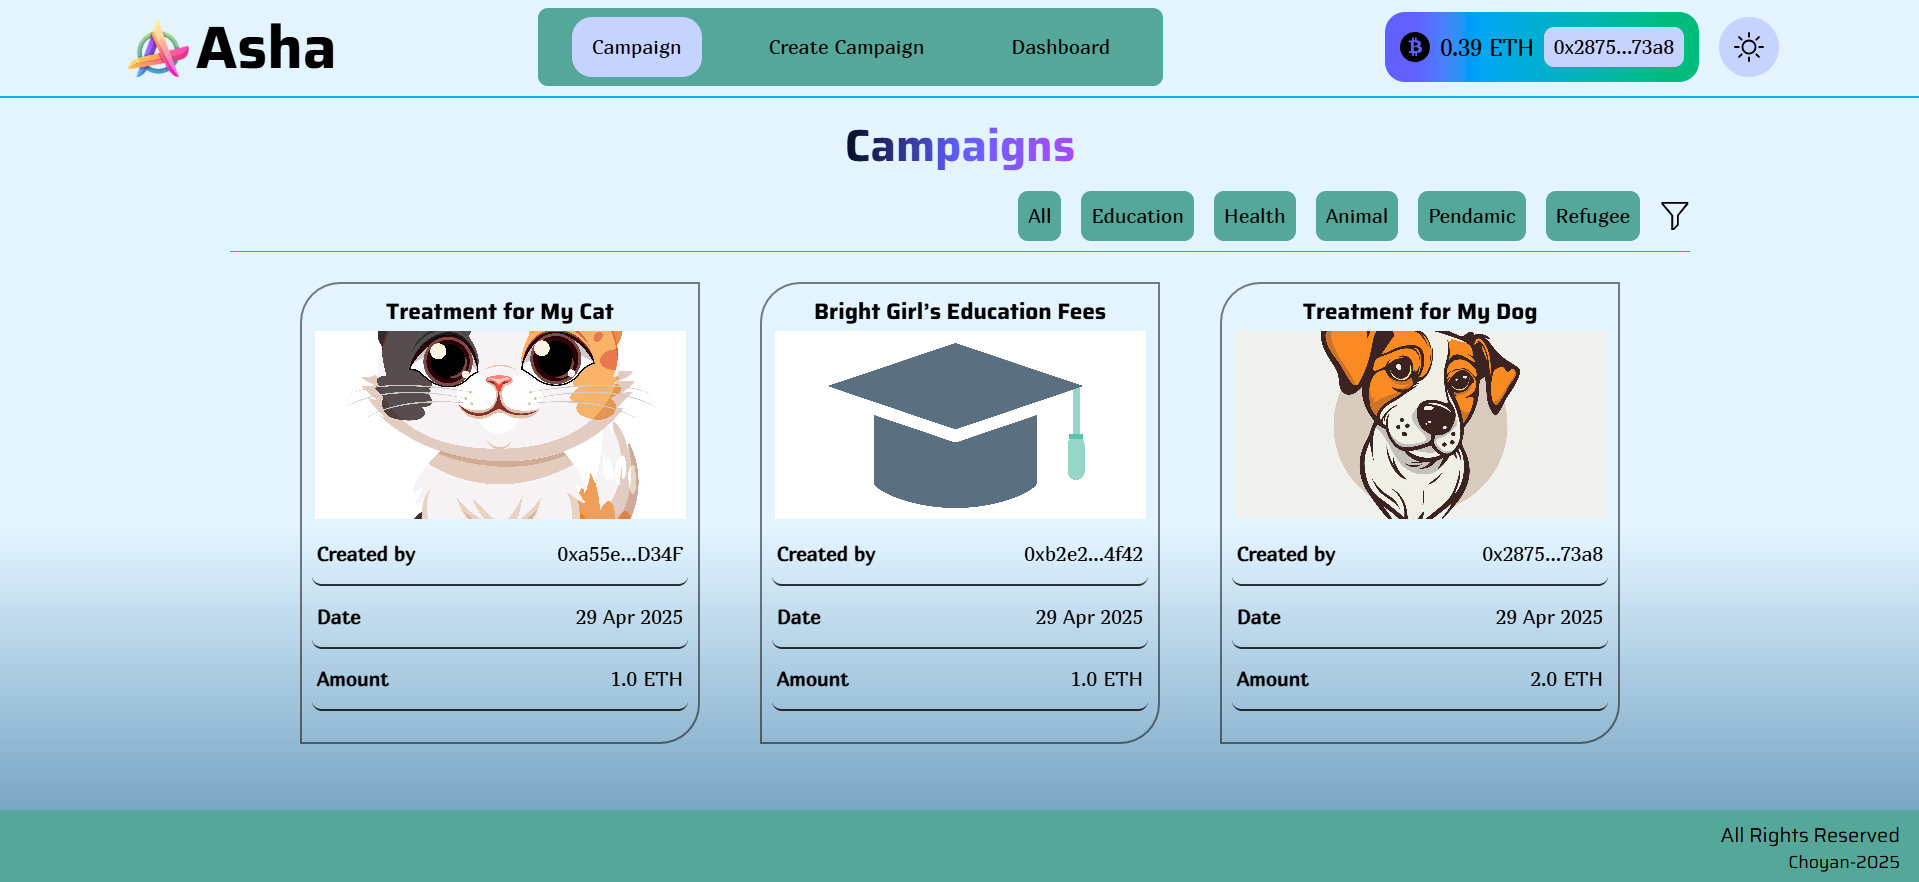 Asha
Campaign
Create Campaign
Dashboard
0.39 ETH
0x2875...73a8
Campaigns
All
Education
Health
Animal
Pendamic
Refugee
Treatment for My Cat
Created by 0xa55e...D34F
Date 29 Apr 2025
Amount 1.0 ETH
Bright Girl’s Education Fees
Created by 0xb2e2...4f42
Date 29 Apr 2025
Amount 1.0 ETH
Treatment for My Dog
Created by 0x2875...73a8
Date 29 Apr 2025
Amount 2.0 ETH
All Rights Reserved
Choyan-2025